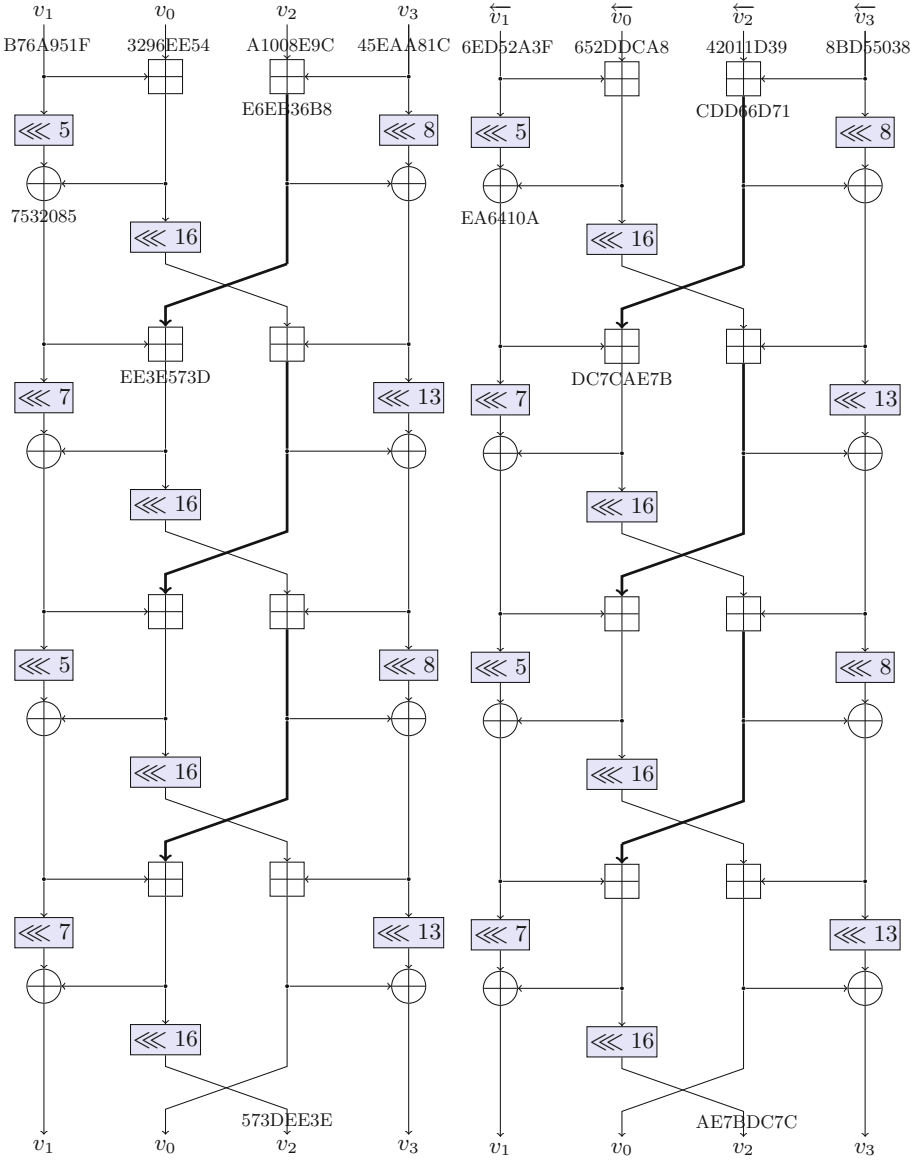 v₁ v₀ v₂ v₃ ←v₁ ←v₀ ←v₂ ←v₃
B76A951F 3296EE54 A1008E9C 45EAA81C 6ED52A3F 652DDCA8 42011D39 8BD55038
E6EB36B8 CDD66D71
⋘ 5 ⋘ 8 ⋘ 5 ⋘ 8
7532085 EA6410A
⋘ 16 ⋘ 16
EE3E573D DC7CAE7B
⋘ 7 ⋘ 13 ⋘ 7 ⋘ 13
⋘ 16 ⋘ 16
⋘ 5 ⋘ 8 ⋘ 5 ⋘ 8
⋘ 16 ⋘ 16
⋘ 7 ⋘ 13 ⋘ 7 ⋘ 13
⋘ 16 ⋘ 16
573DEE3E AE7BDC7C
v₁ v₀ v₂ v₃ v₁ v₀ v₂ v₃